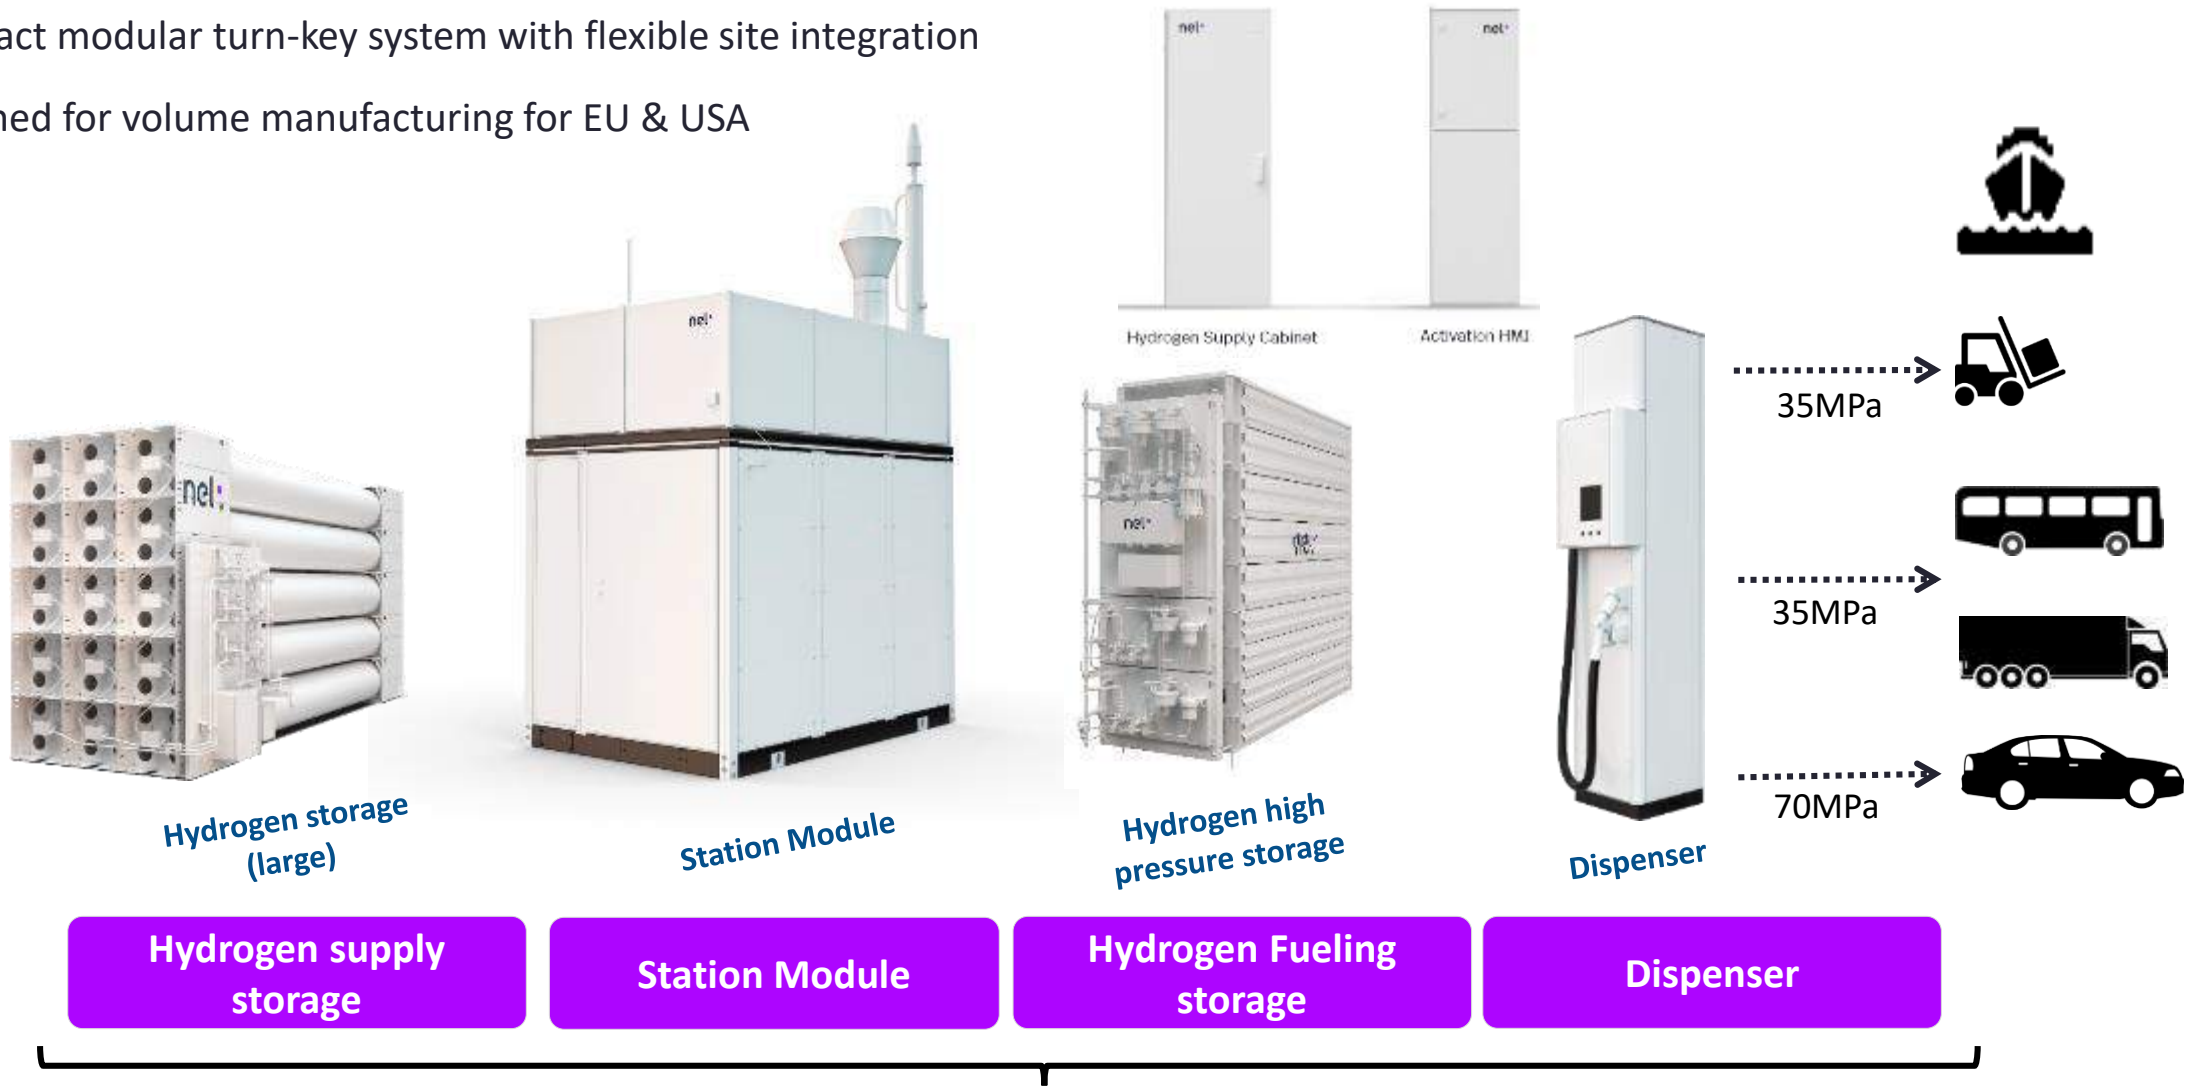 act modular turn-key system with flexible site integration
ned for volume manufacturing for EU & USA
nel
nel
Hydrogen Supply Cabinet
Activation HMI
nel
nel
nel
nel
35MPa
35MPa
70MPa
Hydrogen storage
(large)
Station Module
Hydrogen high
pressure storage
Dispenser
Hydrogen supply
storage
Station Module
Hydrogen Fueling
storage
Dispenser